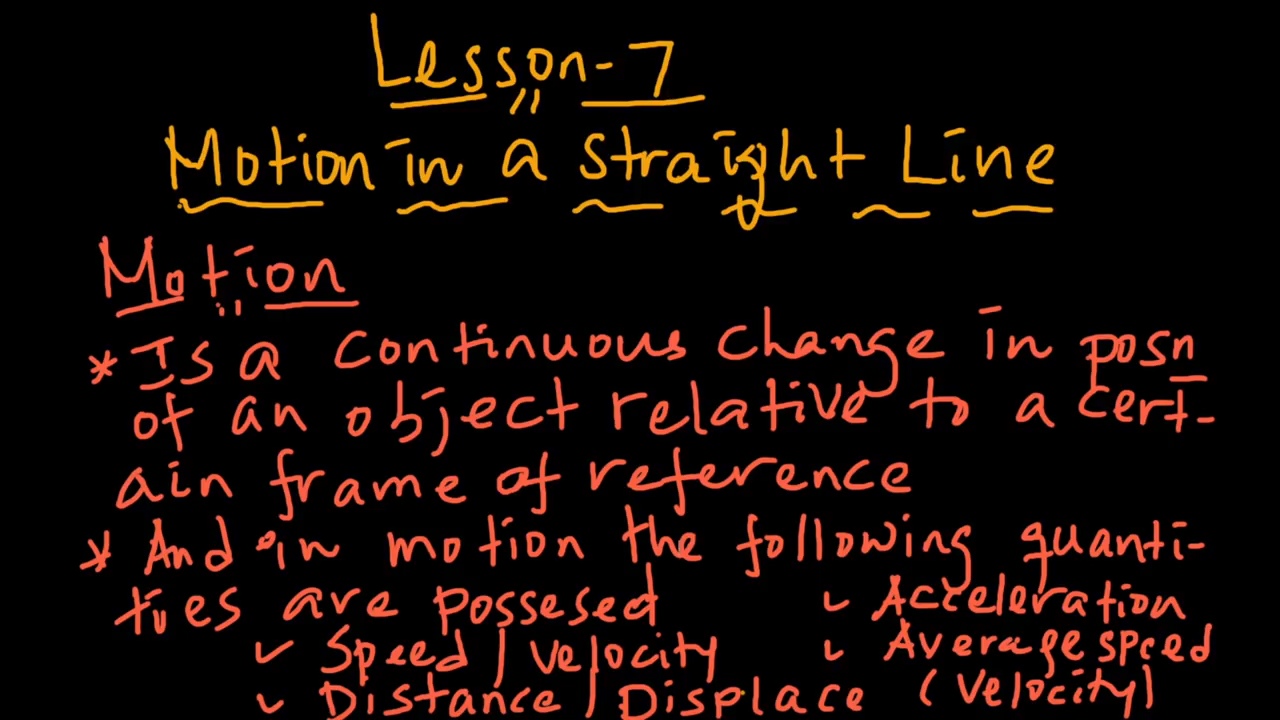 Lesson-7
Motion in a straight Line
Motion
* Is a continuous change in posn
of an object relative to a cert-
ain frame of reference
* And in motion the following quanti-
ties are possesed
Acceleration
Speed / velocity
Average speed
Distance / Displace
(velocity)